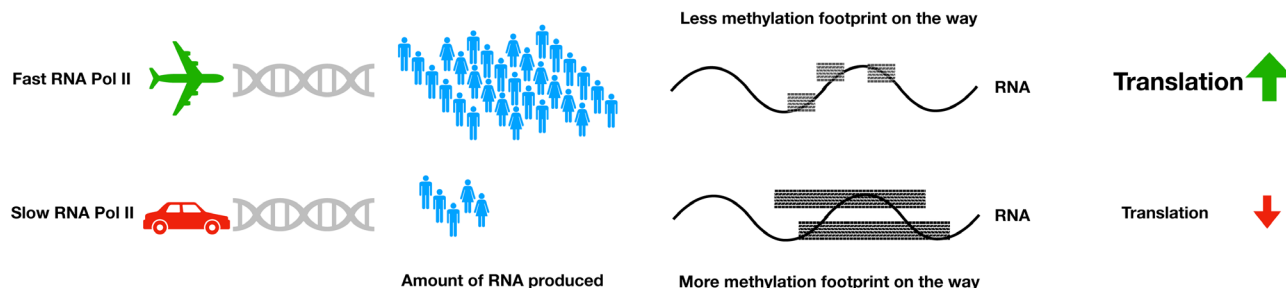 Less methylation footprint on the way
Fast RNA Pol II
RNA
Translation
Slow RNA Pol II
RNA
Translation
Amount of RNA produced
More methylation footprint on the way